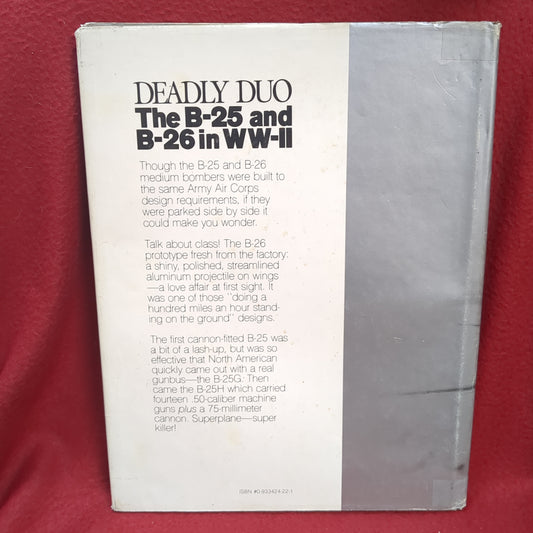 DEADLY DUO
The B-25 and
B-26 in WW-II
Though the B-25 and B-26
medium bombers were built to
the same Army Air Corps
design requirements, if they
were parked side by side it
could make you wonder.
Talk about class! The B-26
prototype fresh from the factory:
a shiny, polished, streamlined
aluminum projectile on wings
—a love affair at first sight. It
was one of those "doing a
hundred miles an hour stand-
ing on the ground" designs.
The first cannon-fitted B-25 was
a bit of a lash-up, but was so
effective that North American
quickly came out with a real
gunbus—the B-25G. Then
came the B-25H which carried
fourteen .50-caliber machine
guns plus a 75-millimeter
cannon. Superplane—super
killer!
ISBN #0-933424-22-1